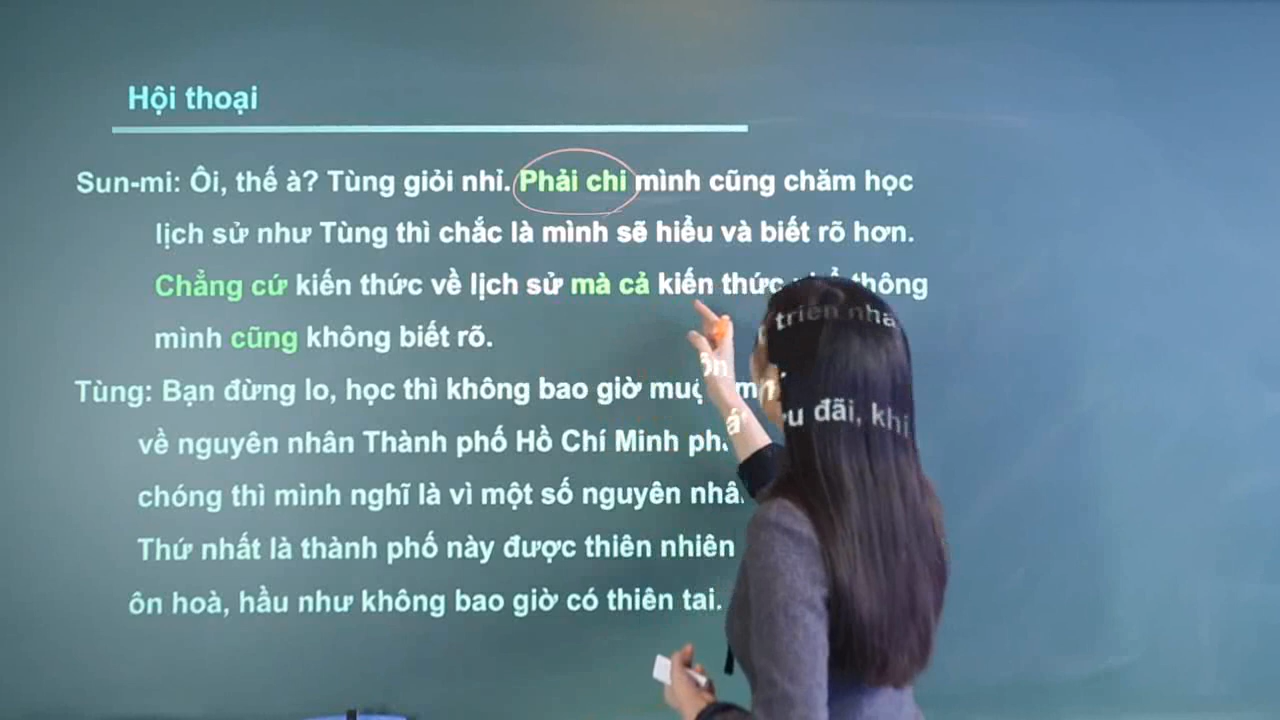 Hội thoại
Sun-mi: Ôi, thế à? Tùng giỏi nhỉ. Phải chi mình cũng chăm học
lịch sử như Tùng thì chắc là mình sẽ hiểu và biết rõ hơn.
Chẳng cứ kiến thức về lịch sử mà cả kiến thức thông
mình cũng không biết rõ.
Tùng: Bạn đừng lo, học thì không bao giờ
về nguyên nhân Thành phố Hồ Chí Minh triển
chóng thì mình nghĩ là vì một số nguyên
Thứ nhất là thành phố này được thiên nhiên đãi, khí
ôn hoà, hầu như không bao giờ có thiên tai.